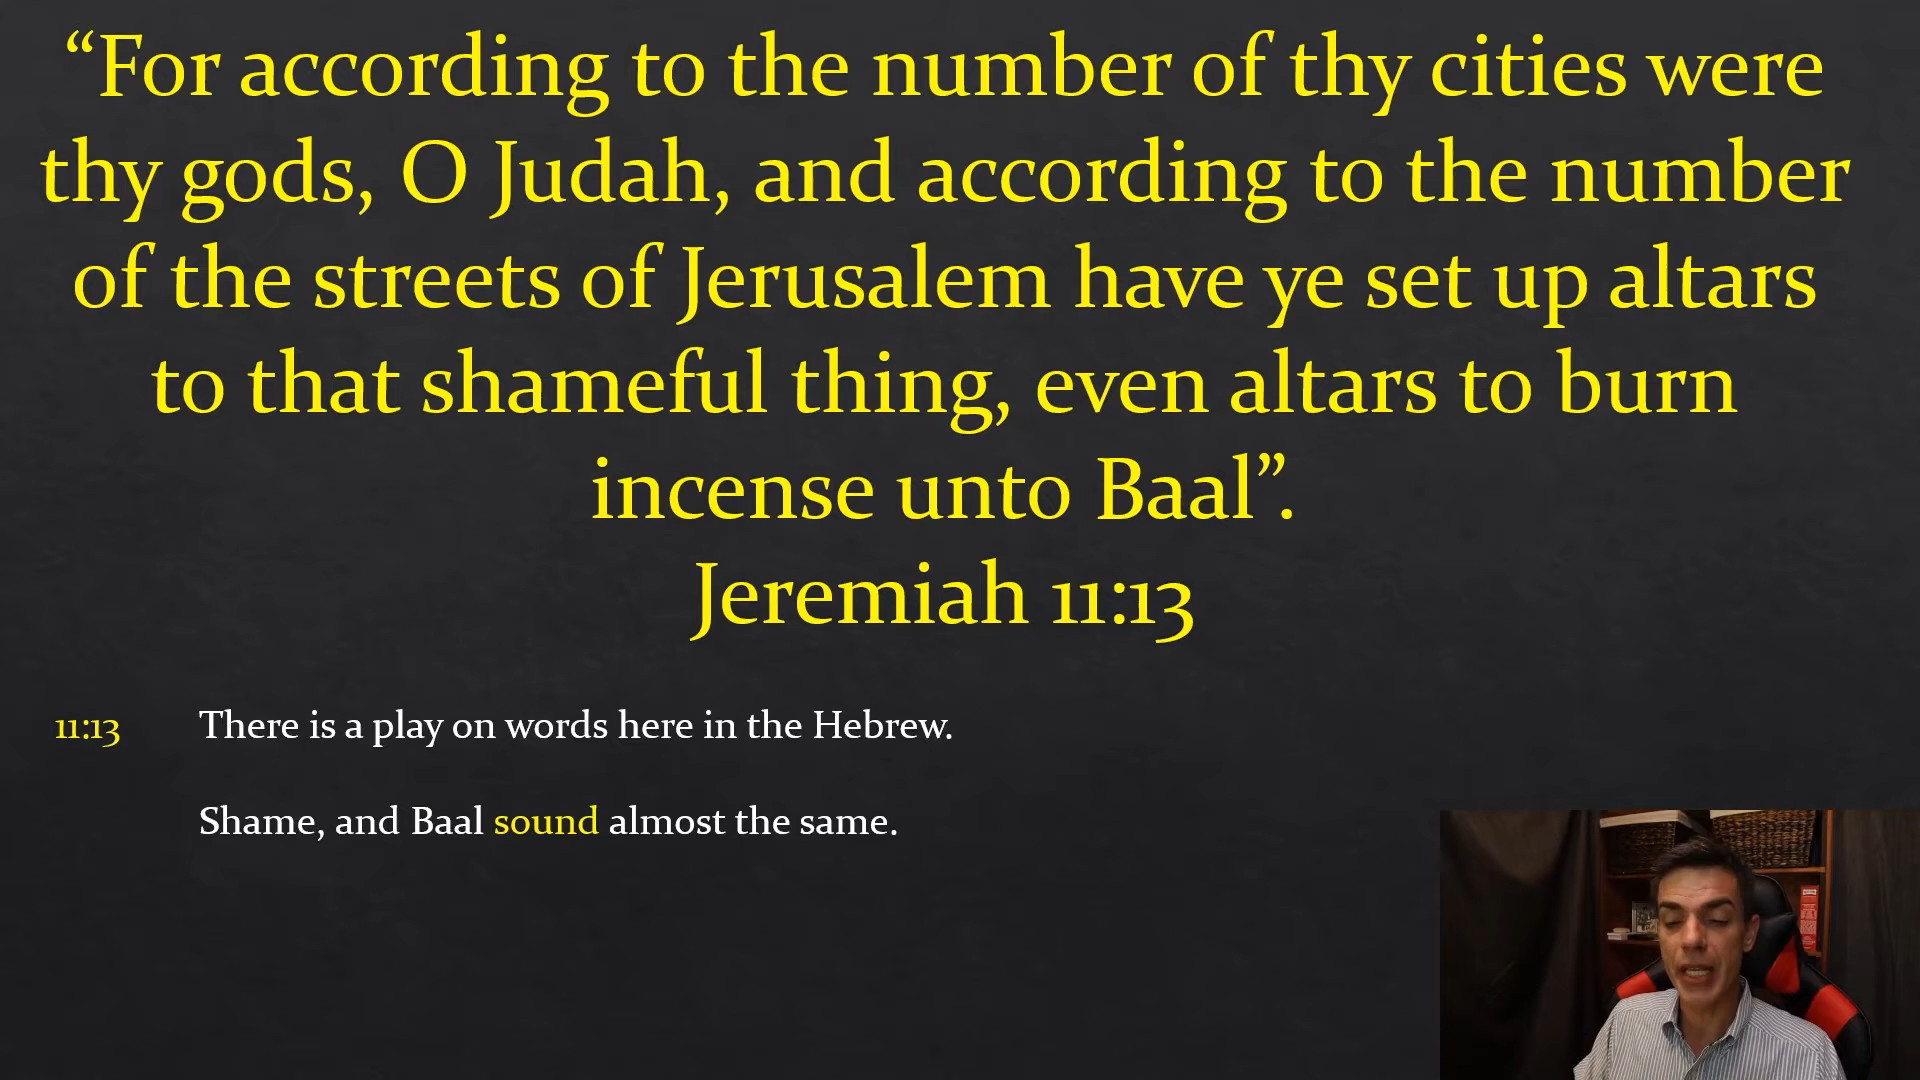 “For according to the number of thy cities were
thy gods, O Judah, and according to the number
of the streets of Jerusalem have ye set up altars
to that shameful thing, even altars to burn
incense unto Baal”.
Jeremiah 11:13
11:13 There is a play on words here in the Hebrew.
Shame, and Baal sound almost the same.